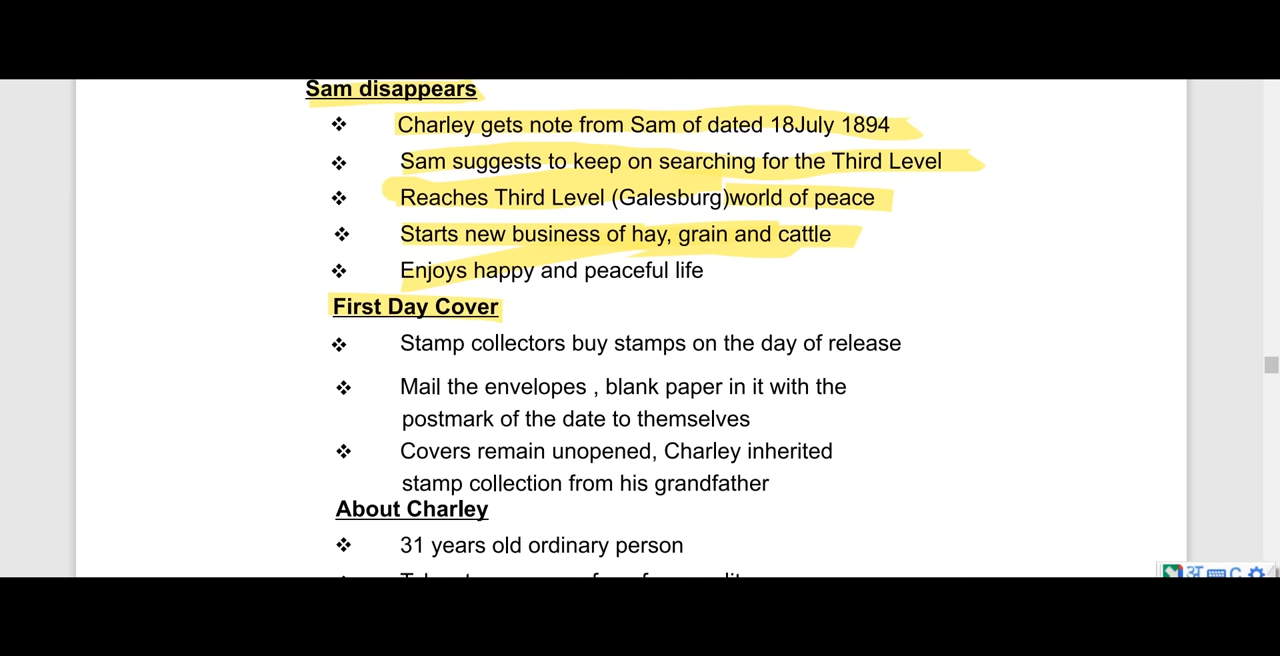 Sam disappears
❖ Charley gets note from Sam of dated 18July 1894
❖ Sam suggests to keep on searching for the Third Level
❖ Reaches Third Level (Galesburg)world of peace
❖ Starts new business of hay, grain and cattle
❖ Enjoys happy and peaceful life
First Day Cover
❖ Stamp collectors buy stamps on the day of release
❖ Mail the envelopes , blank paper in it with the
postmark of the date to themselves
❖ Covers remain unopened, Charley inherited
stamp collection from his grandfather
About Charley
❖ 31 years old ordinary person
अ C